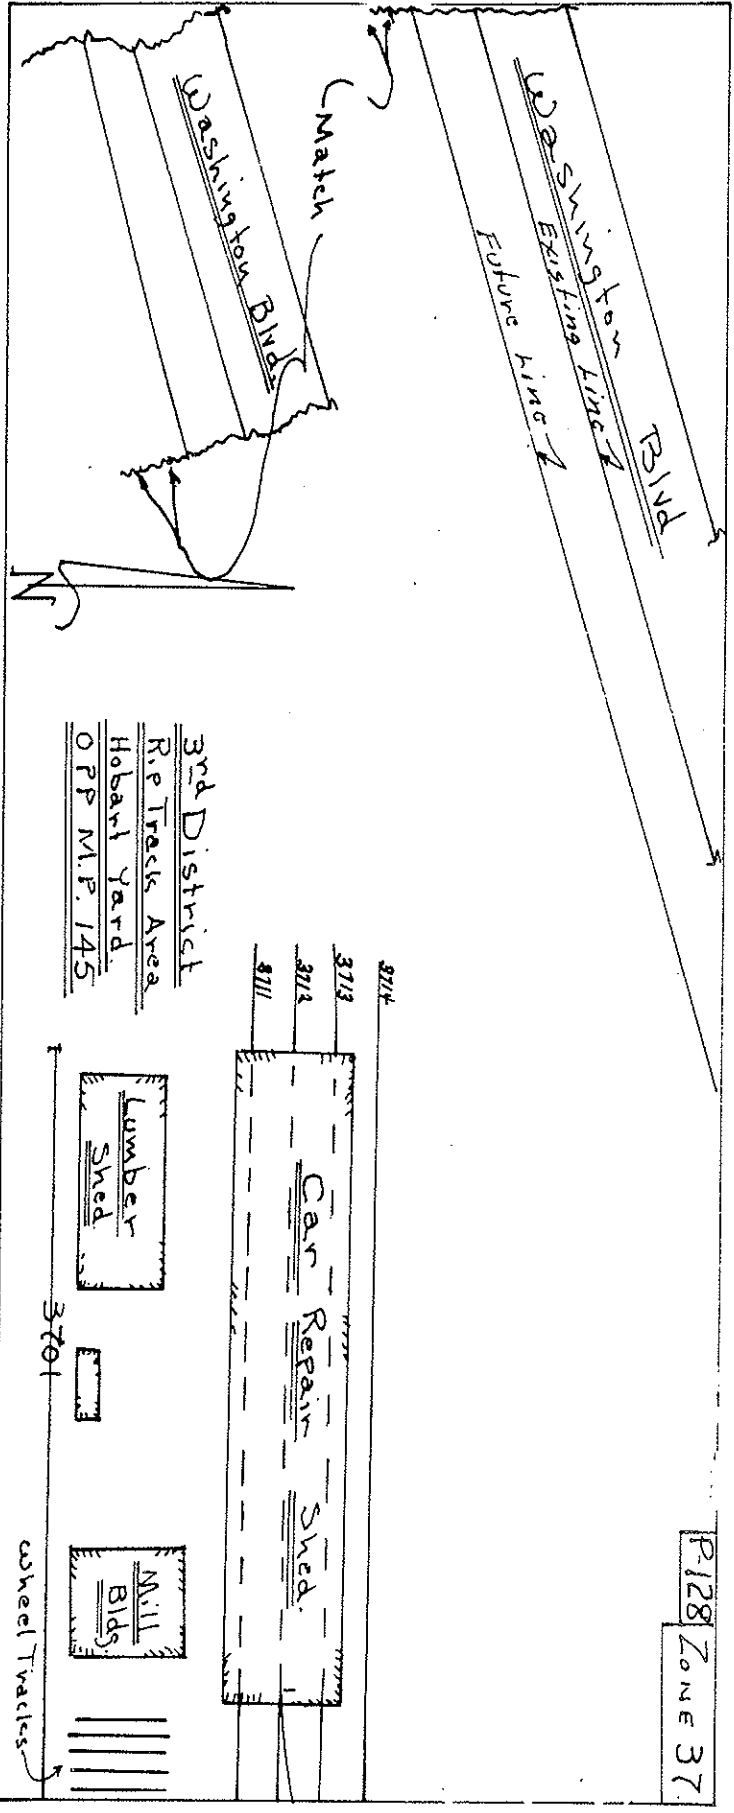 P-128 ZONE 37
Washington Blvd
Existing Line
Future Line
Match
Washington Blvd.
N
3rd District
R.P Track Area
Hobart Yard.
OPP M.P. 145
3714
3713
3712
3711
Car Repair Shed.
Lumber
Shed
3701
Mill
Bldg.
Wheel Tracks